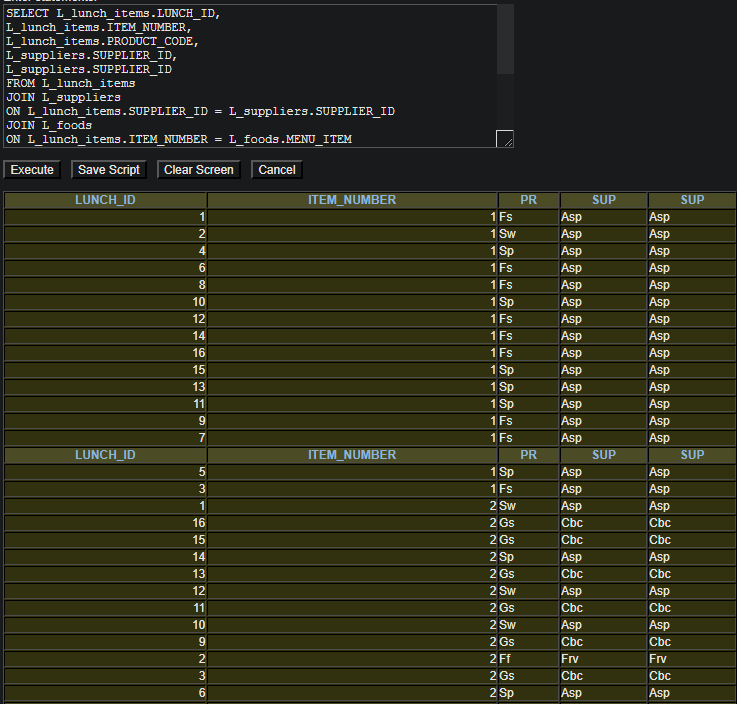 SELECT L_lunch_items.LUNCH_ID,
L_lunch_items.ITEM_NUMBER,
L_lunch_items.PRODUCT_CODE,
L_suppliers.SUPPLIER_ID,
L_suppliers.SUPPLIER_ID
FROM L_lunch_items
JOIN L_suppliers
ON L_lunch_items.SUPPLIER_ID = L_suppliers.SUPPLIER_ID
JOIN L_foods
ON L_lunch_items.ITEM_NUMBER = L_foods.MENU_ITEM
Execute Save Script Clear Screen Cancel
LUNCH_ID ITEM_NUMBER PR SUP SUP
1 1 Fs Asp Asp
2 1 Sw Asp Asp
4 1 Sp Asp Asp
6 1 Fs Asp Asp
8 1 Fs Asp Asp
10 1 Sp Asp Asp
12 1 Fs Asp Asp
14 1 Fs Asp Asp
16 1 Fs Asp Asp
15 1 Sp Asp Asp
13 1 Sp Asp Asp
11 1 Sp Asp Asp
9 1 Fs Asp Asp
7 1 Fs Asp Asp
LUNCH_ID ITEM_NUMBER PR SUP SUP
5 1 Sp Asp Asp
3 1 Fs Asp Asp
1 2 Sw Asp Asp
16 2 Gs Cbc Cbc
15 2 Gs Cbc Cbc
14 2 Sp Asp Asp
13 2 Gs Cbc Cbc
12 2 Sw Asp Asp
11 2 Gs Cbc Cbc
10 2 Sw Asp Asp
9 2 Gs Cbc Cbc
2 2 Ff Frv Frv
3 2 Gs Cbc Cbc
6 2 Sp Asp Asp